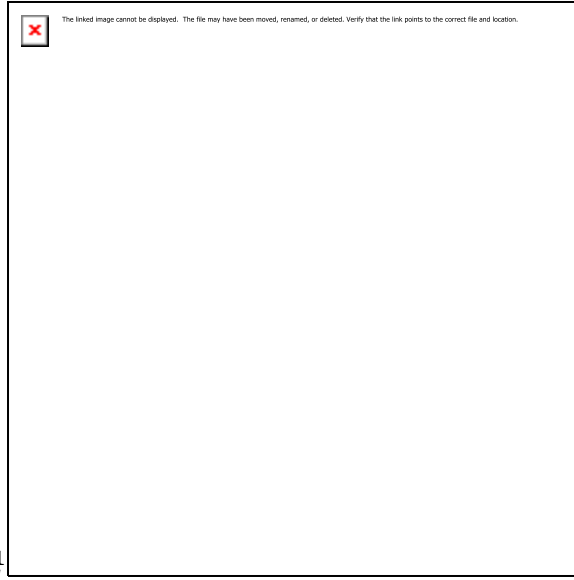 The linked image cannot be displayed. The file may have been moved, renamed, or deleted. Verify that the link points to the correct file and location.